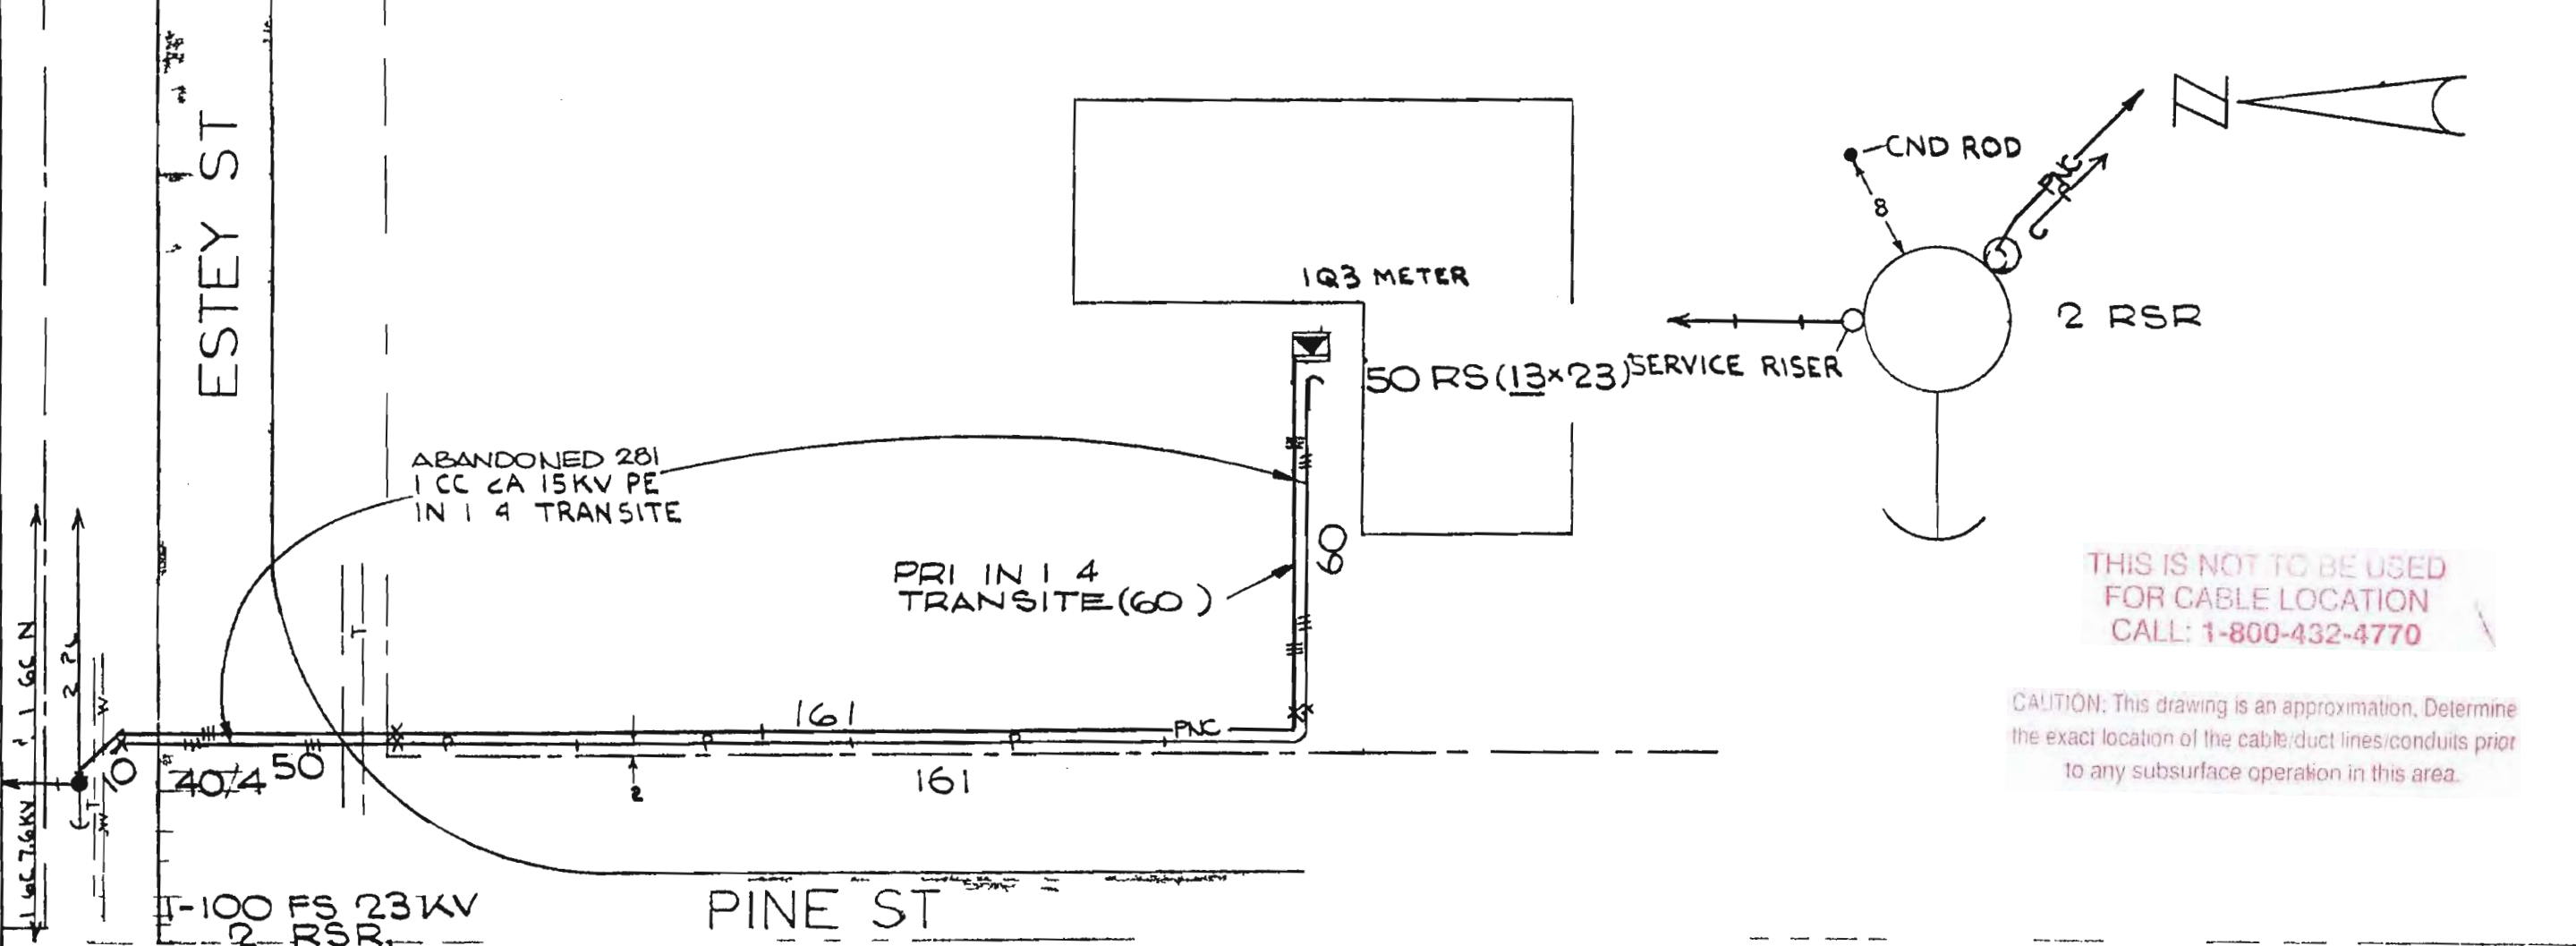 N
CND ROD
8
PNC
P
ESTEY ST
1Q3 METER
2 RSR
50 RS(13×23)
SERVICE RISER
ABANDONED 281
1 CC 2A 15KV PE
IN 1 4 TRANSITE
60
PRI IN 1 4
TRANSITE (60 )
THIS IS NOT TO BE USED
FOR CABLE LOCATION
CALL: 1-800-432-4770
T
W
161
PNC
P
P
P
10
40/4
50
161
2
T
W
CAUTION: This drawing is an approximation. Determine
the exact location of the cable/duct lines/conduits prior
to any subsurface operation in this area.
T-100 FS 23 KV
2 RSR
PINE ST